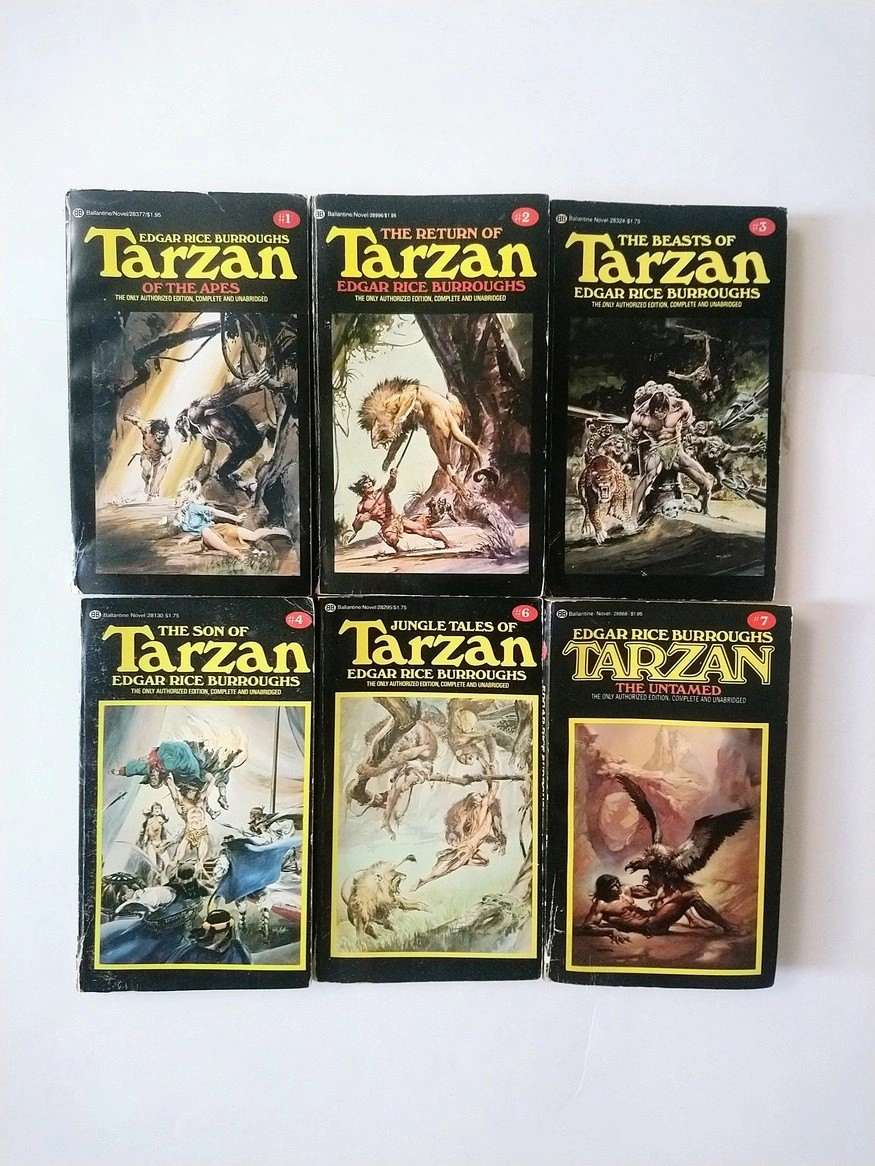 BB Ballantine/Novel/28377/$1.95
#1
EDGAR RICE BURROUGHS
Tarzan
OF THE APES
THE ONLY AUTHORIZED EDITION, COMPLETE AND UNABRIDGED
BB Ballantine/Novel 28996/$1.95
#2
THE RETURN OF
Tarzan
EDGAR RICE BURROUGHS
THE ONLY AUTHORIZED EDITION, COMPLETE AND UNABRIDGED
BB Ballantine Novel 28324 $1.75
#3
THE BEASTS OF
Tarzan
EDGAR RICE BURROUGHS
THE ONLY AUTHORIZED EDITION, COMPLETE AND UNABRIDGED
BB Ballantine Novel 28130 $1.75
#4
THE SON OF
Tarzan
EDGAR RICE BURROUGHS
THE ONLY AUTHORIZED EDITION, COMPLETE AND UNABRIDGED
BB Ballantine/Novel/28295/$1.75
#6
JUNGLE TALES OF
Tarzan
EDGAR RICE BURROUGHS
THE ONLY AUTHORIZED EDITION, COMPLETE AND UNABRIDGED
BB Ballantine Novel 28868 $1.95
#7
EDGAR RICE BURROUGHS
TARZAN
THE UNTAMED
THE ONLY AUTHORIZED EDITION, COMPLETE AND UNABRIDGED